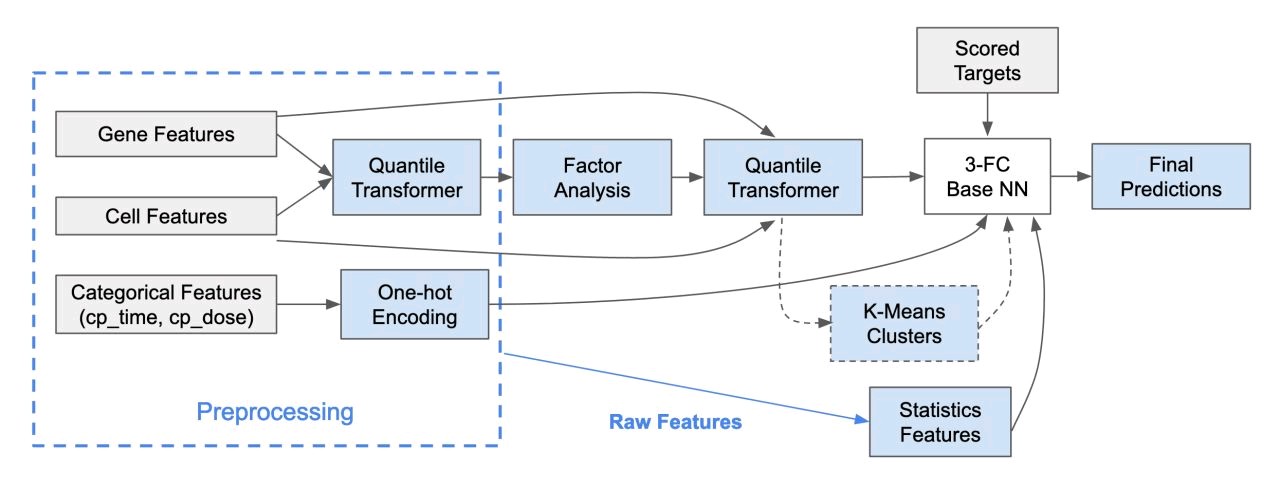 Scored
Targets
Gene Features
Quantile
Transformer
Factor
Analysis
Quantile
Transformer
3-FC
Base NN
Final
Predictions
Cell Features
Categorical Features
(cp_time, cp_dose)
One-hot
Encoding
K-Means
Clusters
Preprocessing
Raw Features
Statistics
Features